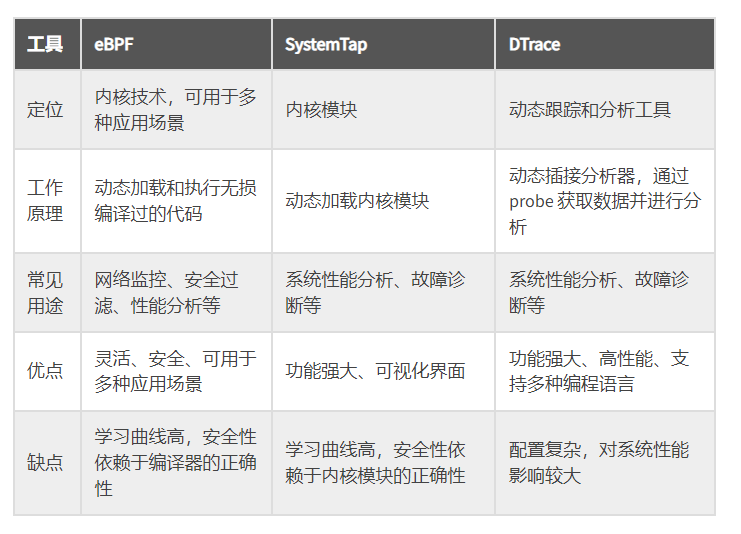 工具 eBPF SystemTap DTrace
定位 内核技术，可用于多 内核模块 动态跟踪和分析工具
种应用场景
工作 动态加载和执行无损 动态加载内核模块 动态插接分析器，通过
原理 编译过的代码 probe 获取数据并进行分
析
常见 网络监控、安全过 系统性能分析、故障诊 系统性能分析、故障诊
用途 滤、性能分析等 断等 断等
优点 灵活、安全、可用于 功能强大、可视化界面 功能强大、高性能、支
多种应用场景 持多种编程语言
缺点 学习曲线高，安全性 学习曲线高，安全性依 配置复杂，对系统性能
依赖于编译器的正确 赖于内核模块的正确性 影响较大
性